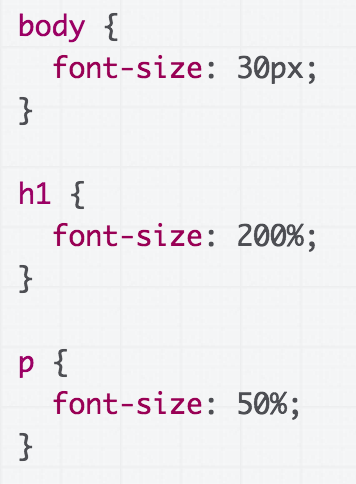 body {
  font-size: 30px;
}

h1 {
  font-size: 200%;
}

p {
  font-size: 50%;
}